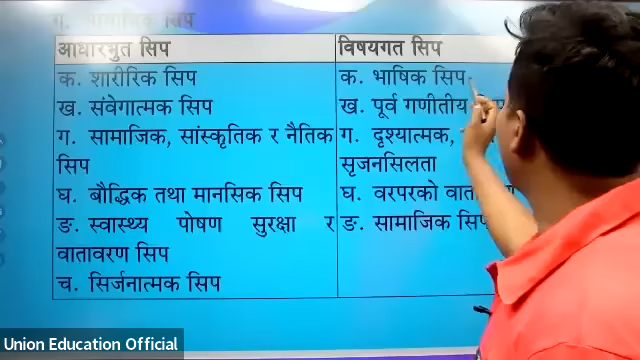 आधारभुत सिप
विषयगत सिप
क. शारीरिक सिप
क. भाषिक सिप
ख. संवेगात्मक सिप
ख. पूर्व गणीतीय
ग. सामाजिक, सांस्कृतिक र नैतिक
सिप
ग. दृश्यात्मक,
सृजनसिलता
घ. बौद्धिक तथा मानसिक सिप
घ. वरपरको
ङ. स्वास्थ्य पोषण सुरक्षा र
वातावरण सिप
ङ. सामाजिक सिप
च. सिर्जनात्मक सिप
Union Education Official